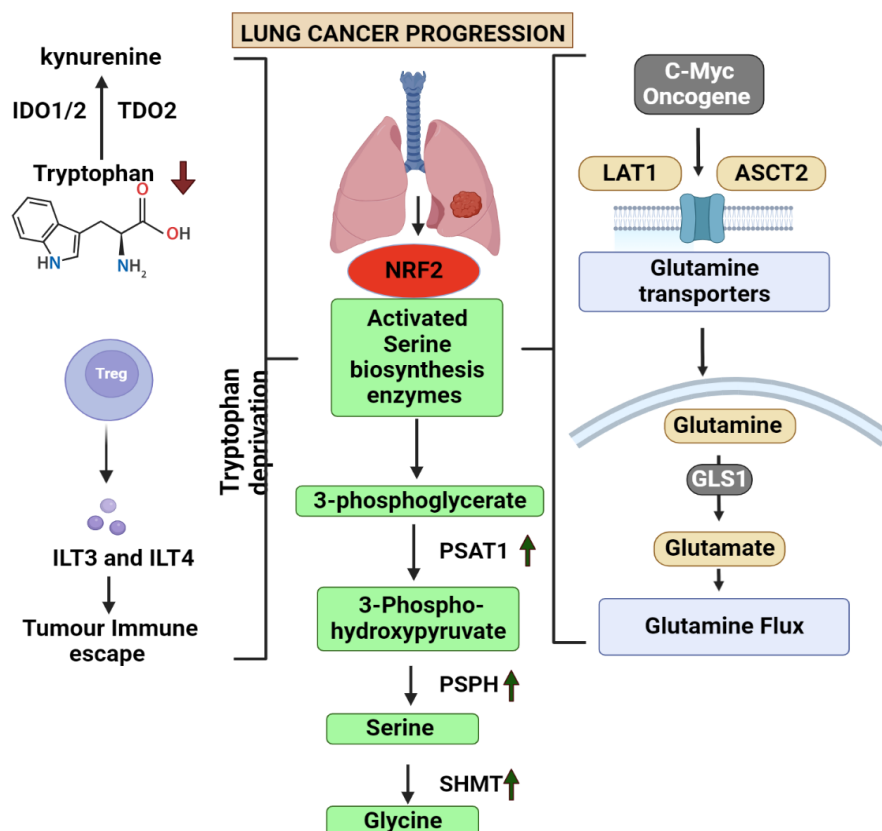 LUNG CANCER PROGRESSION
kynurenine
IDO1/2 TDO2
Tryptophan
O
OH
HN
NH2
Treg
ILT3 and ILT4
Tumour Immune
escape
Tryptophan
deprivation
NRF2
Activated
Serine
biosynthesis
enzymes
3-phosphoglycerate
PSAT1
3-Phospho-
hydroxypyruvate
PSPH
Serine
SHMT
Glycine
C-Myc
Oncogene
LAT1 ASCT2
Glutamine
transporters
Glutamine
GLS1
Glutamate
Glutamine Flux